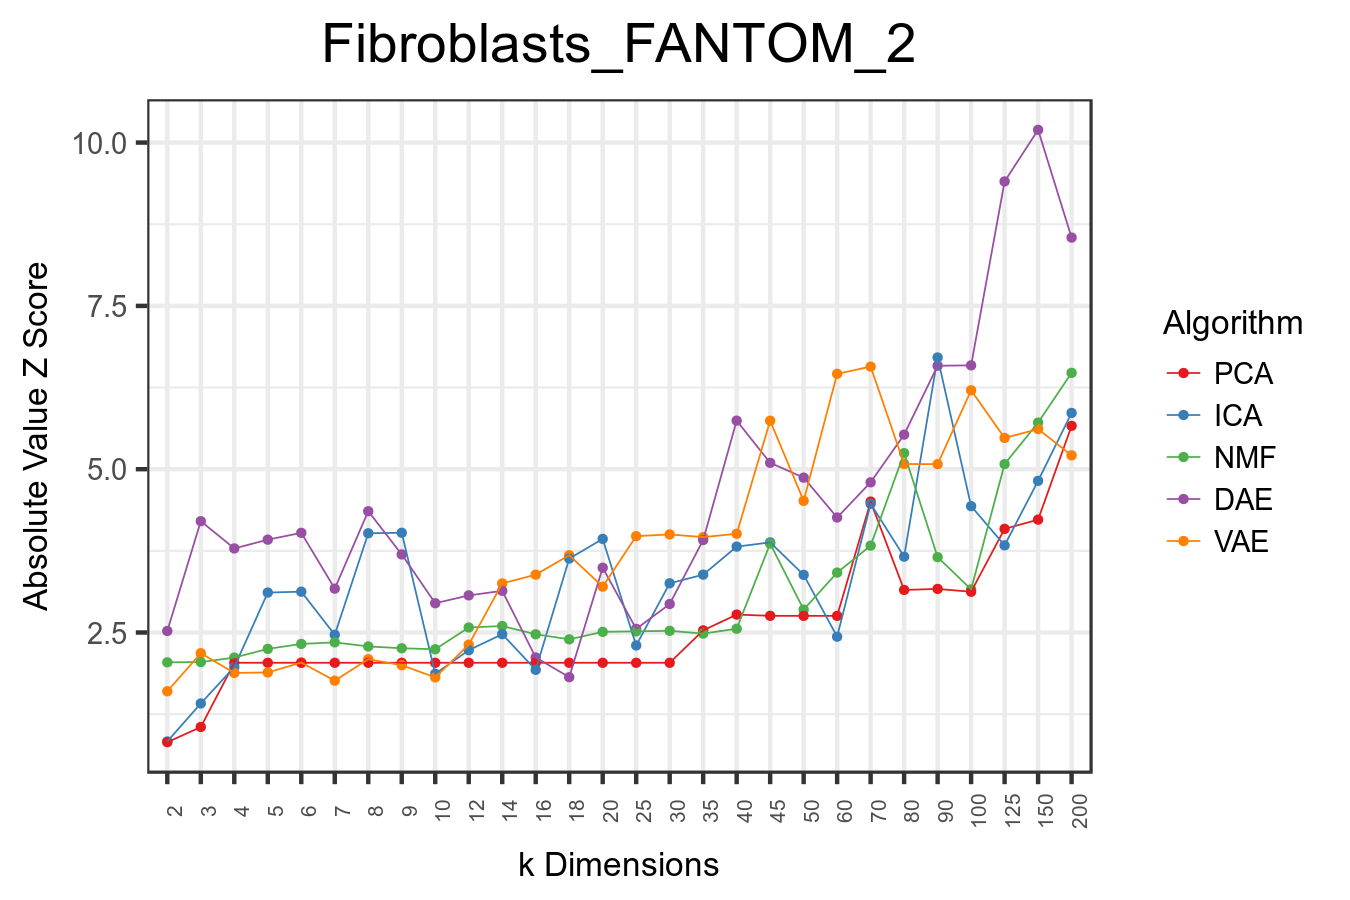 Fibroblasts_FANTOM_2
Absolute Value Z Score
10.0
7.5
5.0
2.5
2 3 4 5 6 7 8 9 10 12 14 16 18 20 25 30 35 40 45 50 60 70 80 90 100 125 150 200
k Dimensions
Algorithm
PCA
ICA
NMF
DAE
VAE